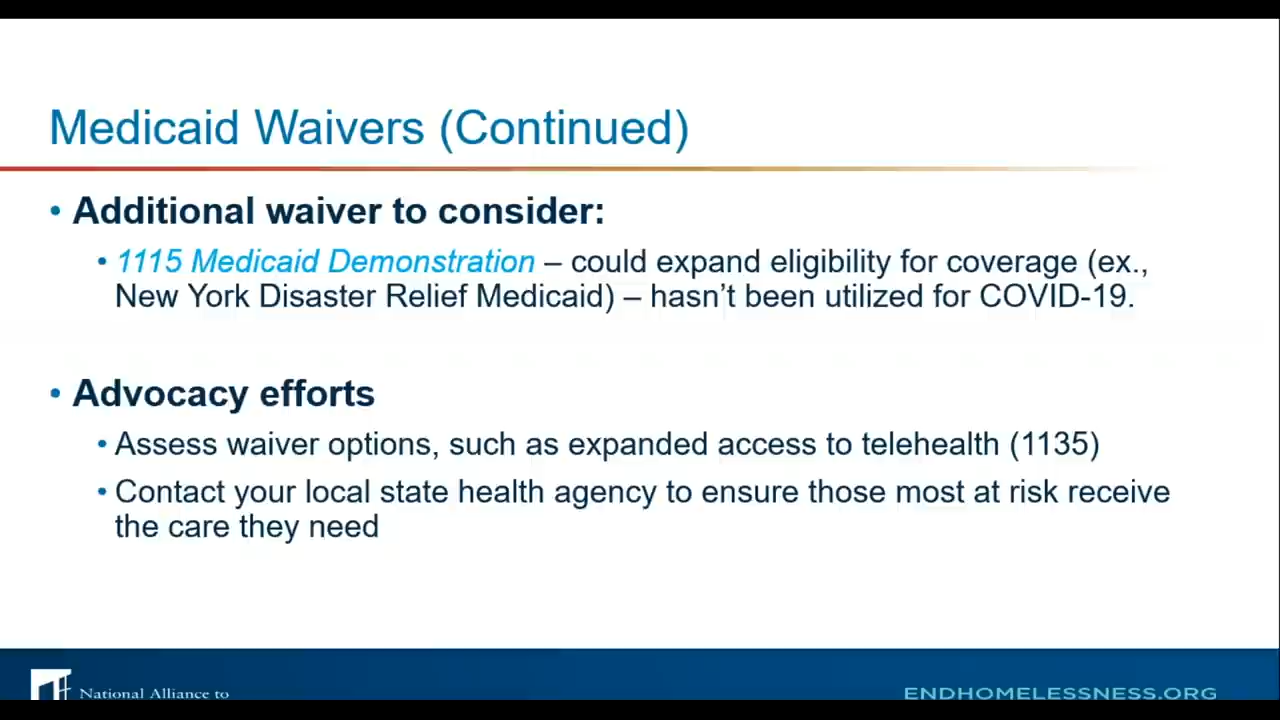 Medicaid Waivers (Continued)
• Additional waiver to consider:
• 1115 Medicaid Demonstration – could expand eligibility for coverage (ex.,
New York Disaster Relief Medicaid) – hasn’t been utilized for COVID-19.
• Advocacy efforts
• Assess waiver options, such as expanded access to telehealth (1135)
• Contact your local state health agency to ensure those most at risk receive
the care they need
National Alliance to
ENDHOMELESSNESS.ORG